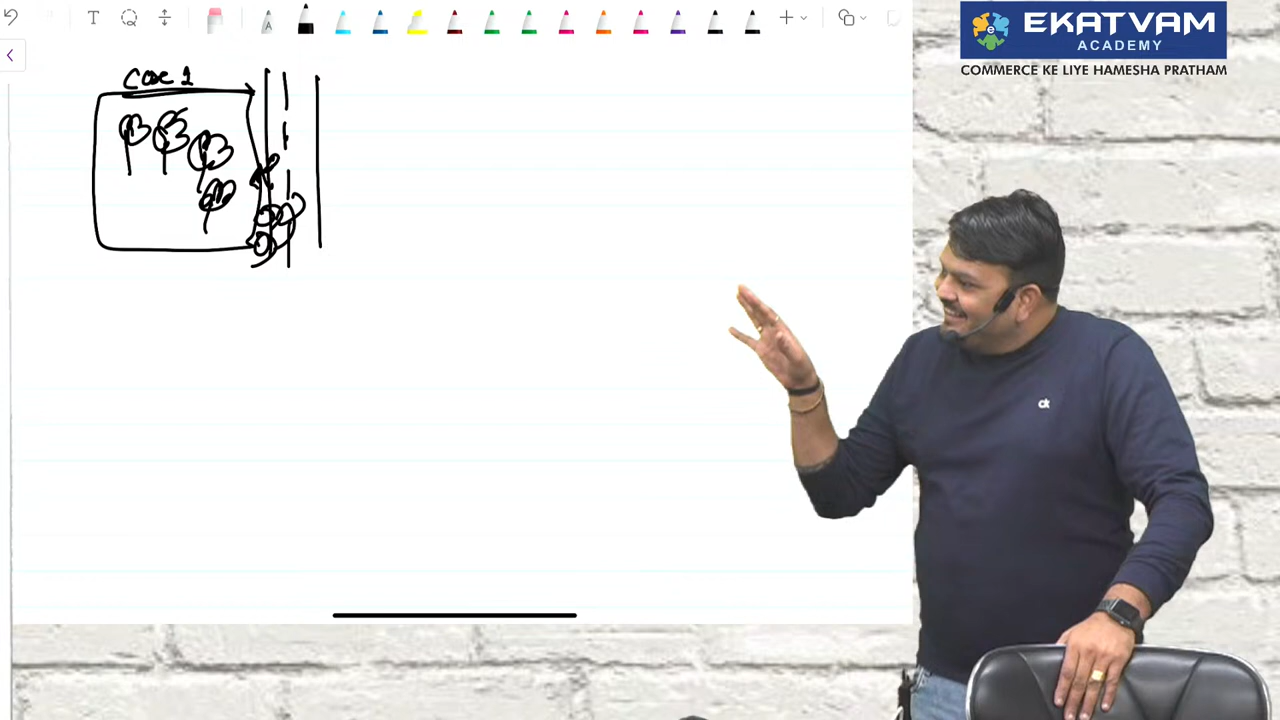 EKATVAM
ACADEMY
COMMERCE KE LIYE HAMESHA PRATHAM
T
A
Case 1
e